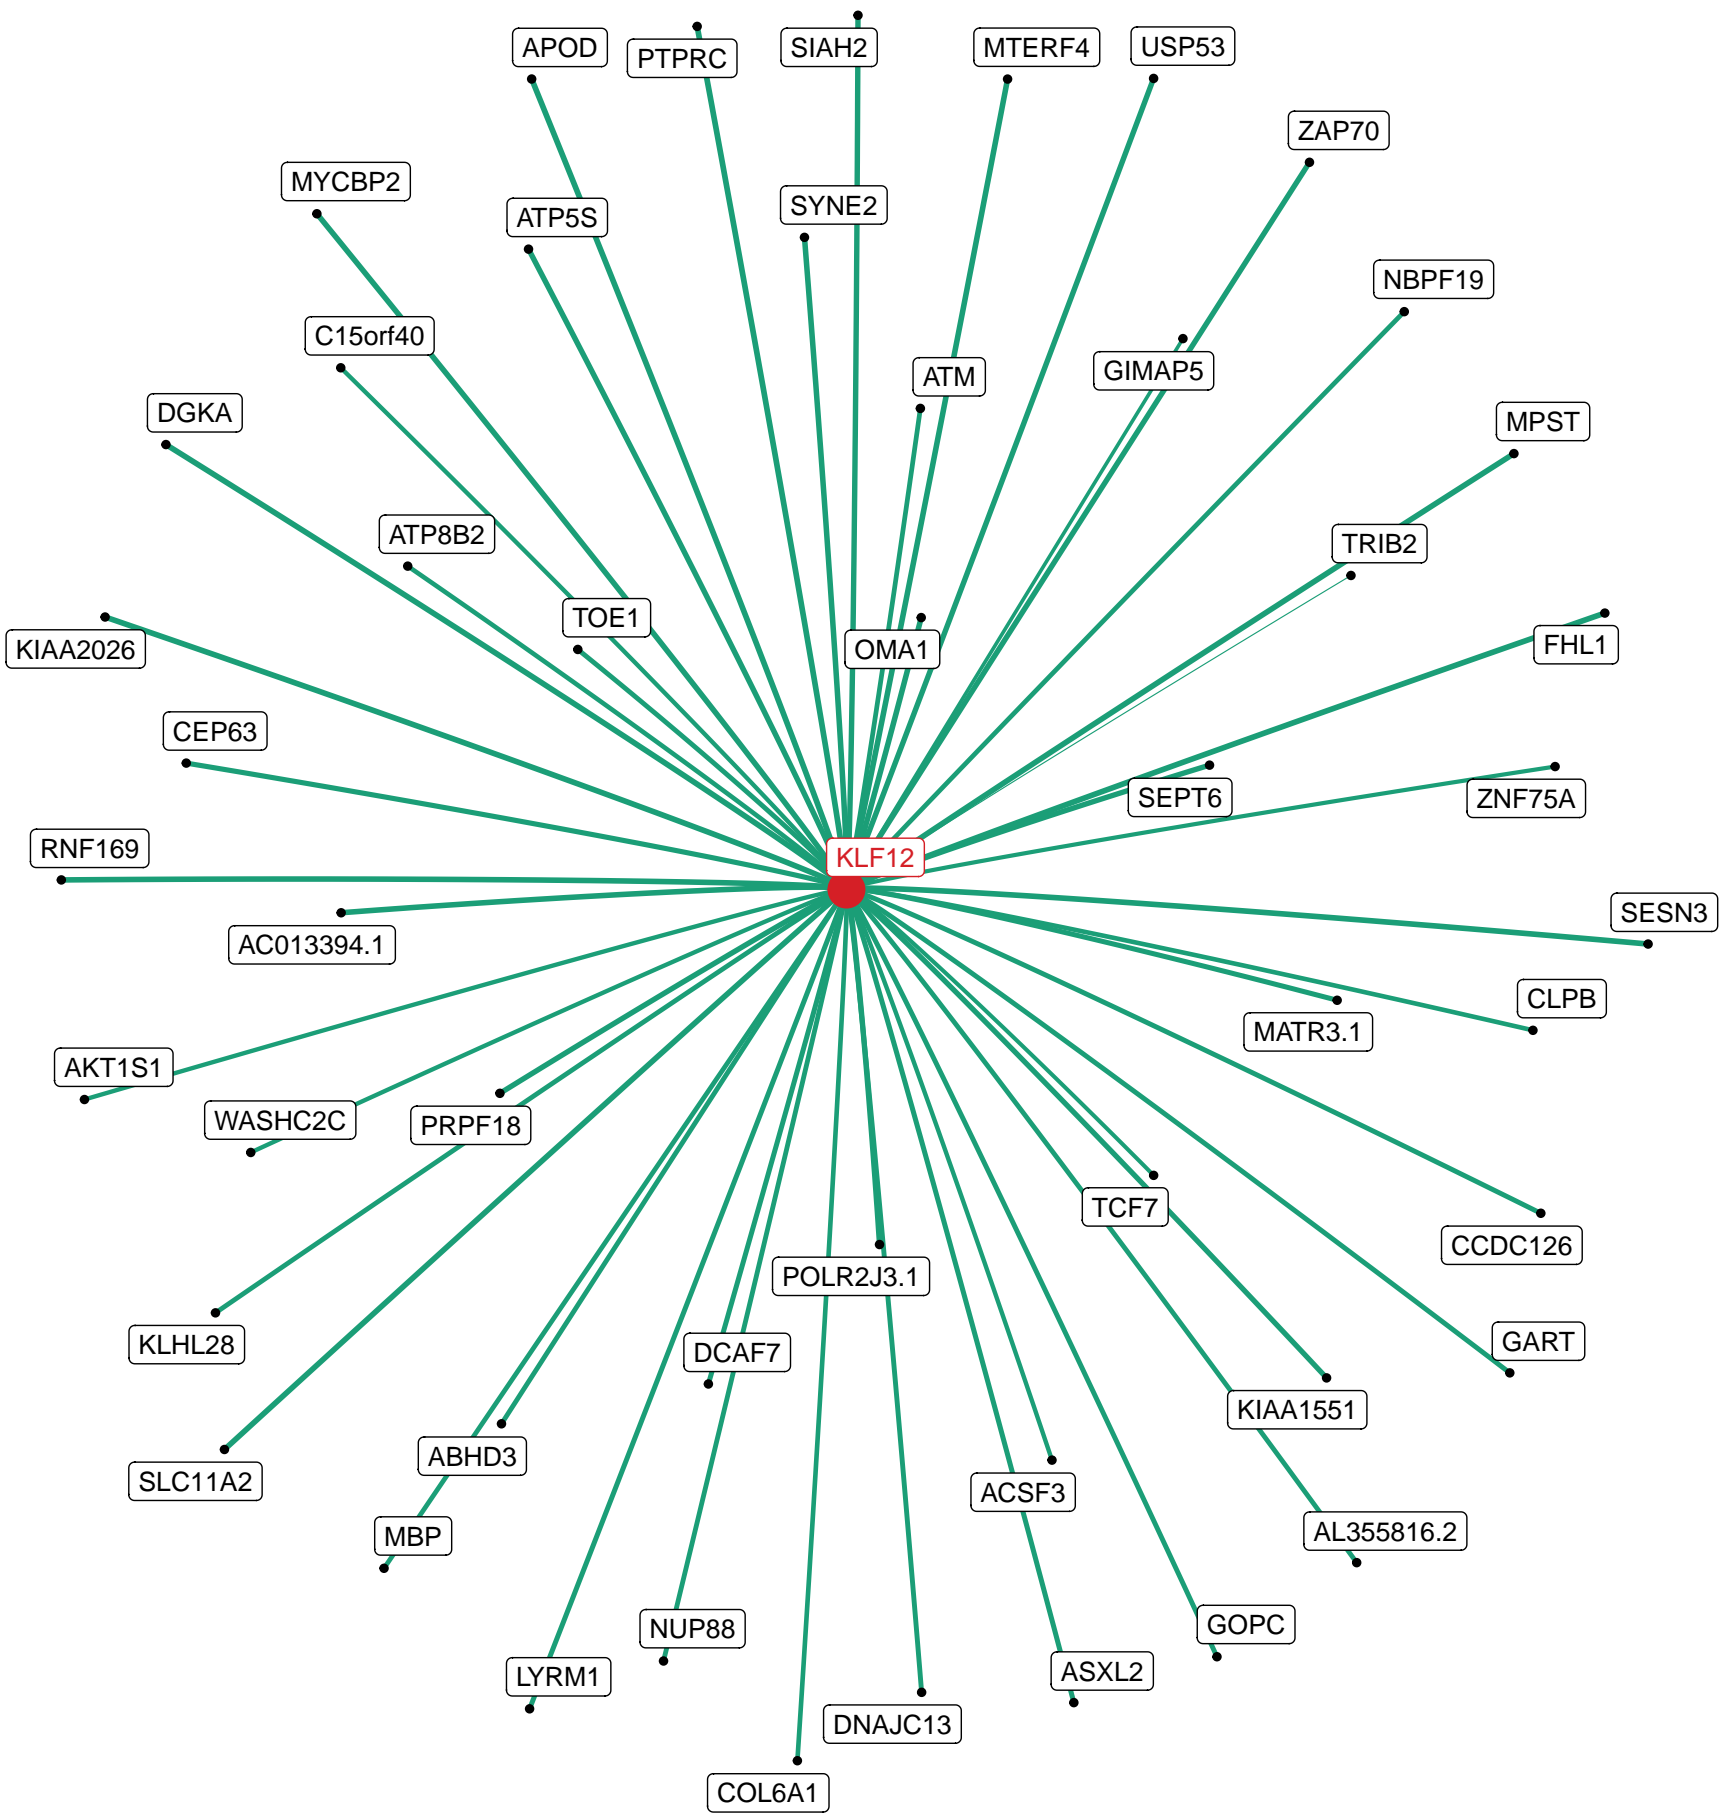 APOD
PTPRC
SIAH2
MTERF4
USP53
ZAP70
MYCBP2
SYNE2
ATP5S
NBPF19
C15orf40
GIMAP5
ATM
DGKA
MPST
ATP8B2
TRIB2
TOE1
FHL1
KIAA2026
OMA1
CEP63
SEPT6
ZNF75A
RNF169
KLF12
SESN3
AC013394.1
CLPB
MATR3.1
AKT1S1
WASHC2C
PRPF18
TCF7
CCDC126
POLR2J3.1
KLHL28
GART
DCAF7
KIAA1551
ABHD3
SLC11A2
ACSF3
MBP
AL355816.2
GOPC
NUP88
ASXL2
LYRM1
DNAJC13
COL6A1